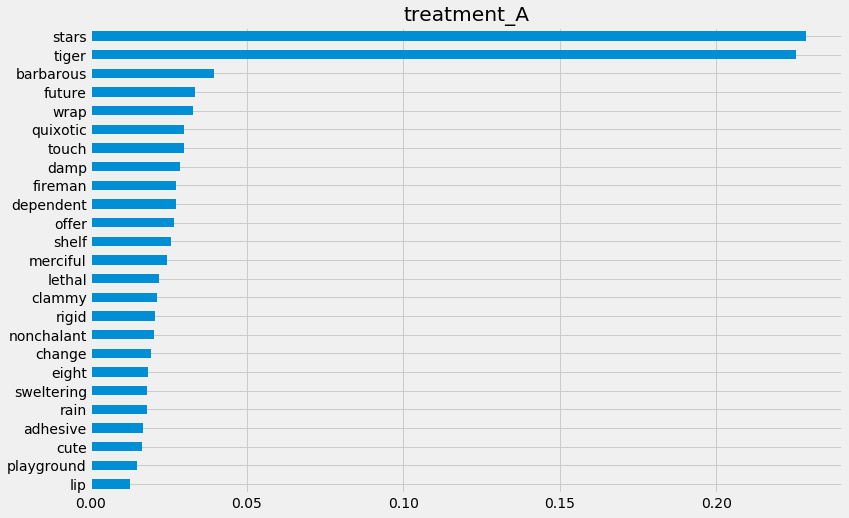 treatment_A
stars
tiger
barbarous
future
wrap
quixotic
touch
damp
fireman
dependent
offer
shelf
merciful
lethal
clammy
rigid
nonchalant
change
eight
sweltering
rain
adhesive
cute
playground
lip
0.00 0.05 0.10 0.15 0.20